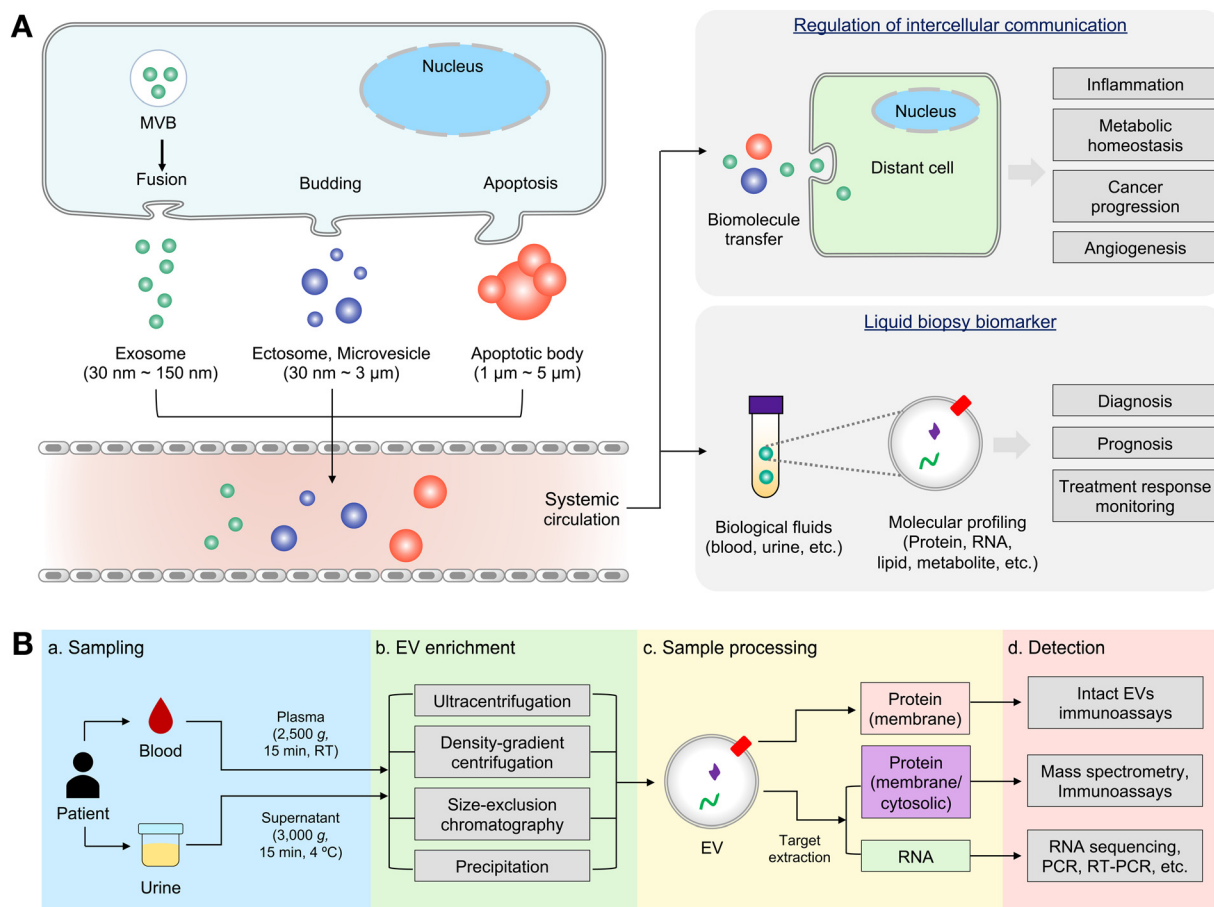 A
MVB
Fusion
Nucleus
Budding
Apoptosis
Exosome
(30 nm ~ 150 nm)
Ectosome, Microvesicle
(30 nm ~ 3 µm)
Apoptotic body
(1 µm ~ 5 µm)
Systemic
circulation
Regulation of intercellular communication
Nucleus
Distant cell
Biomolecule
transfer
Inflammation
Metabolic
homeostasis
Cancer
progression
Angiogenesis
Liquid biopsy biomarker
Biological fluids
(blood, urine, etc.)
Molecular profiling
(Protein, RNA,
lipid, metabolite, etc.)
Diagnosis
Prognosis
Treatment response
monitoring
B
a. Sampling
Patient
Blood
Urine
Plasma
(2,500 g,
15 min, RT)
Supernatant
(3,000 g,
15 min, 4 ºC)
b. EV enrichment
Ultracentrifugation
Density-gradient
centrifugation
Size-exclusion
chromatography
Precipitation
c. Sample processing
EV
Target
extraction
Protein
(membrane)
Protein
(membrane/
cytosolic)
RNA
d. Detection
Intact EVs
immunoassays
Mass spectrometry,
Immunoassays
RNA sequencing,
PCR, RT-PCR, etc.